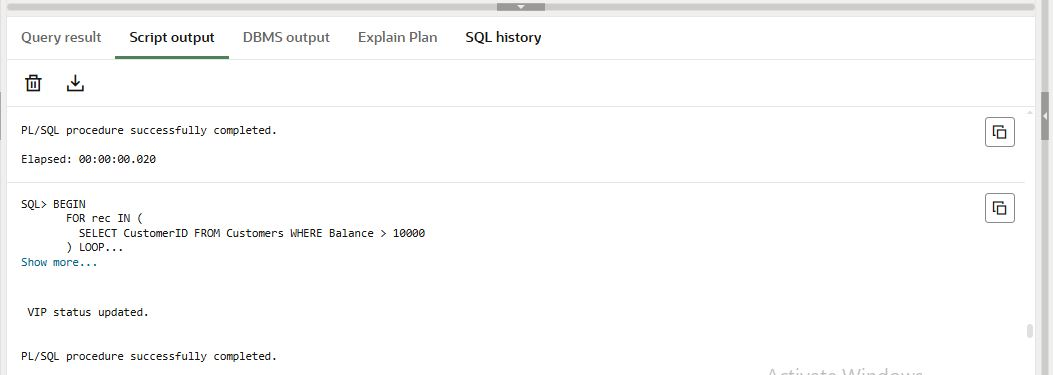 Query result Script output DBMS output Explain Plan SQL history
PL/SQL procedure successfully completed.
Elapsed: 00:00:00.020
SQL> BEGIN
FOR rec IN (
SELECT CustomerID FROM Customers WHERE Balance > 10000
) LOOP...
Show more...
VIP status updated.
PL/SQL procedure successfully completed.
Activate Windows